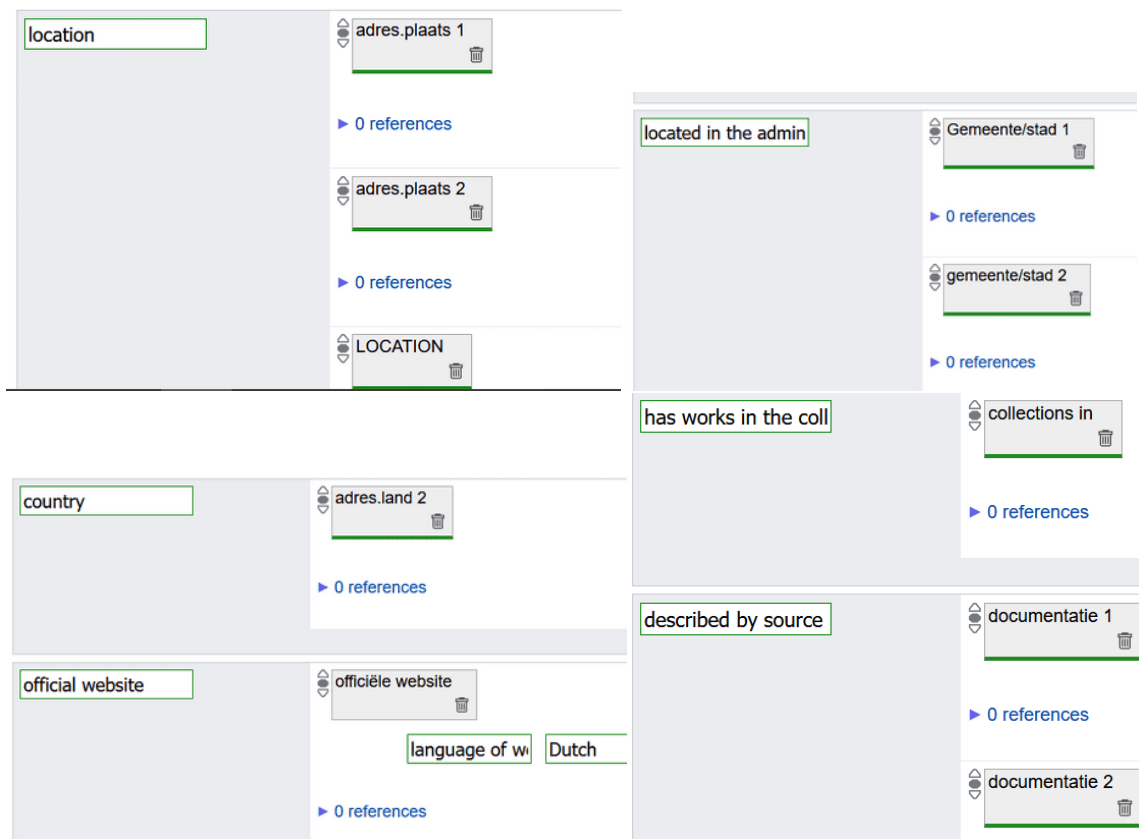 location
adres.plaats 1
0 references
adres.plaats 2
0 references
LOCATION
located in the admin
Gemeente/stad 1
0 references
gemeente/stad 2
0 references
country
adres.land 2
0 references
official website
officiële website
language of w
Dutch
0 references
has works in the coll
collections in
0 references
described by source
documentatie 1
0 references
documentatie 2